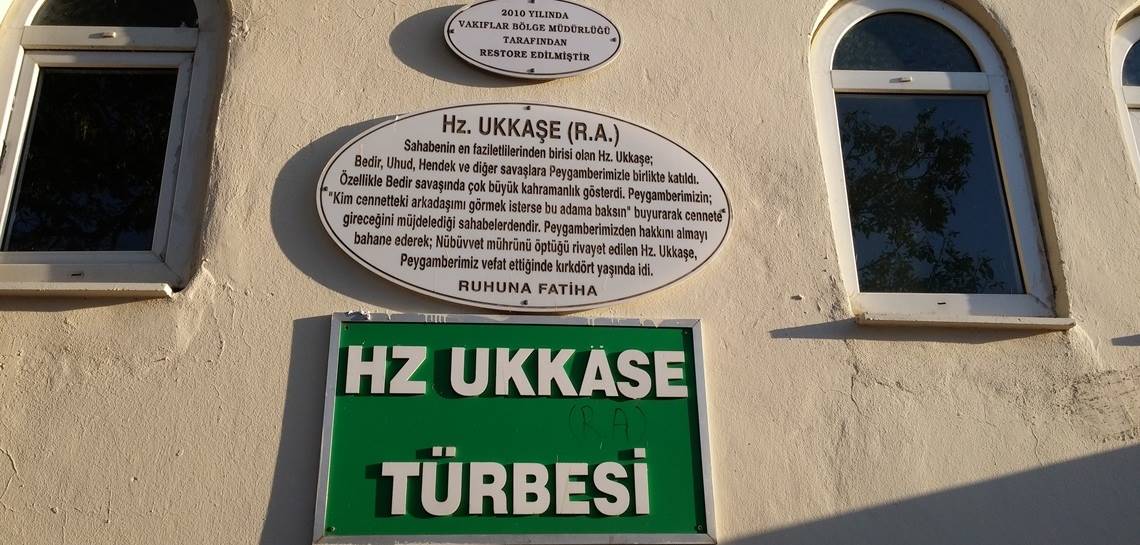 2010 YILINDA
VAKIFLAR BÖLGE MÜDÜRLÜĞÜ
TARAFINDAN
RESTORE EDİLMİŞTİR
Hz. UKKAŞE (R.A.)
Sahabenin en faziletlilerinden birisi olan Hz. Ukkaşe;
Bedir, Uhud, Hendek ve diğer savaşlara Peygamberimizle birlikte katıldı.
Özellikle Bedir savaşında çok büyük kahramanlık gösterdi. Peygamberimizin;
"Kim cennetteki arkadaşımı görmek isterse bu adama baksın" buyurarak cennete
gireceğini müjdelediği sahabelerdendir. Peygamberimizden hakkını almayı
bahane ederek; Nübüvvet mührünü öptüğü rivayet edilen Hz. Ukkaşe,
Peygamberimiz vefat ettiğinde kırkdört yaşında idi.
RUHUNA FATİHA
HZ UKKÄSE
(R A)
TÜRBESİ